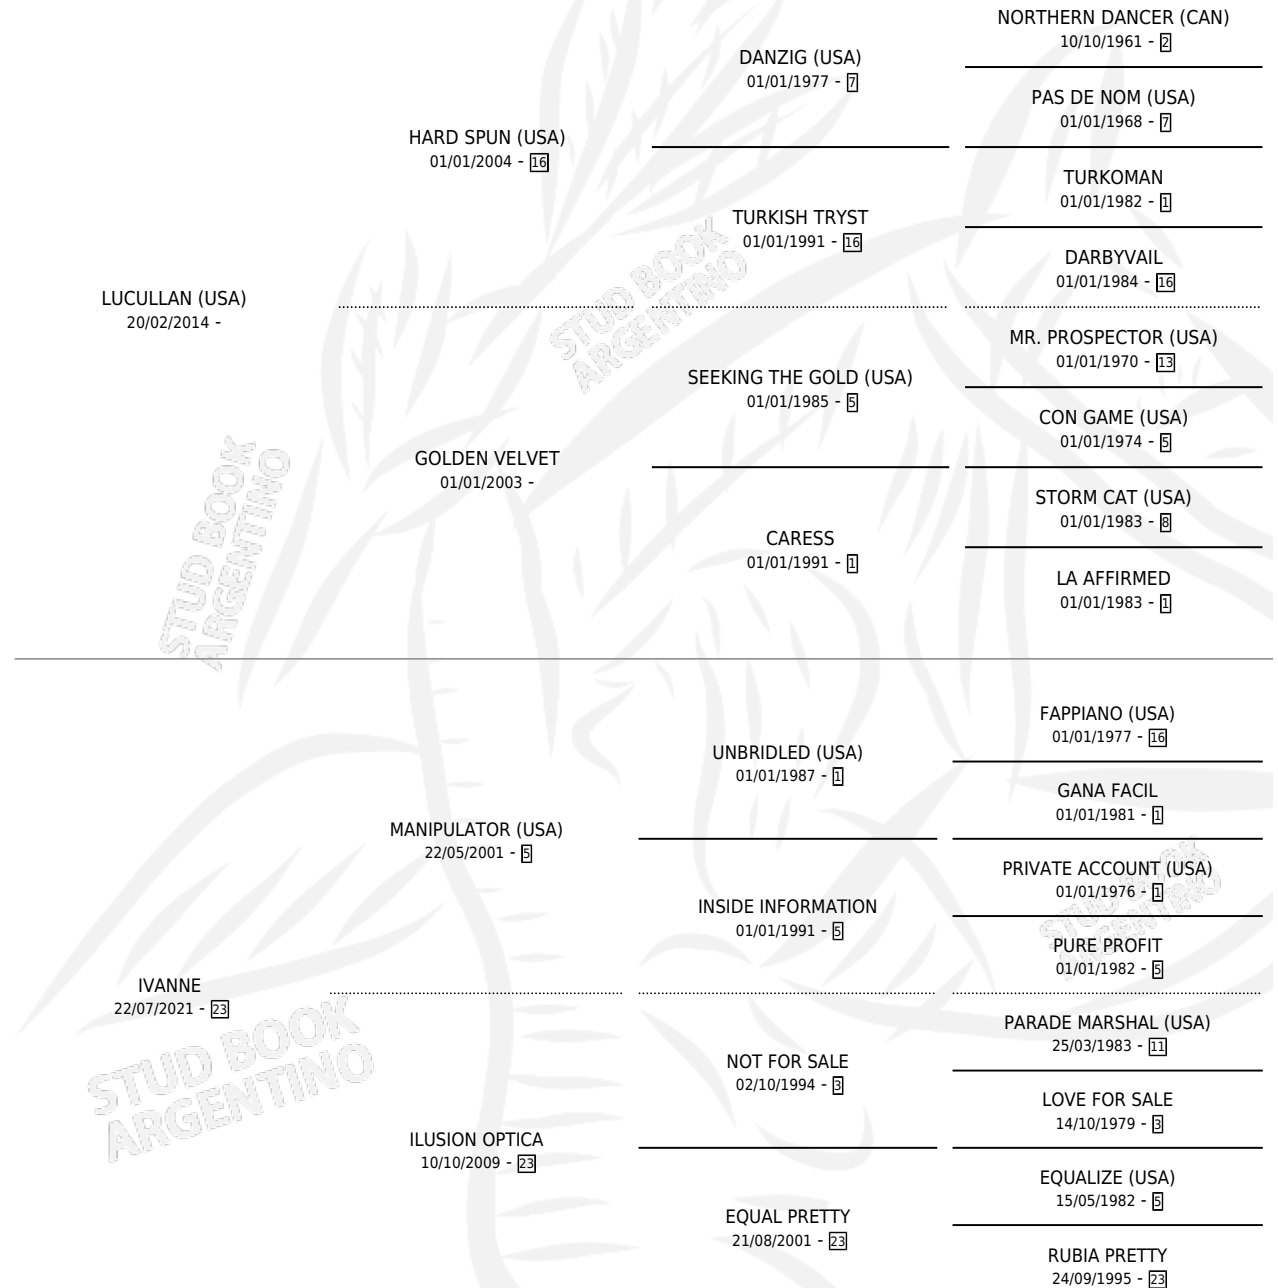 NORTHERN DANCER (CAN)
10/10/1961 - 2
DANZIG (USA)
01/01/1977 - 7
PAS DE NOM (USA)
01/01/1968 - 7
HARD SPUN (USA)
01/01/2004 - 16
TURKOMAN
01/01/1982 - 1
TURKISH TRYST
01/01/1991 - 16
DARBYVAIL
01/01/1984 - 16
LUCULLAN (USA)
20/02/2014 -
MR. PROSPECTOR (USA)
01/01/1970 - 13
SEEKING THE GOLD (USA)
01/01/1985 - 5
CON GAME (USA)
01/01/1974 - 5
GOLDEN VELVET
01/01/2003 -
STORM CAT (USA)
01/01/1983 - 8
CARESS
01/01/1991 - 1
LA AFFIRMED
01/01/1983 - 1
FAPPIANO (USA)
01/01/1977 - 16
UNBRIDLED (USA)
01/01/1987 - 1
GANA FACIL
01/01/1981 - 1
MANIPULATOR (USA)
22/05/2001 - 5
PRIVATE ACCOUNT (USA)
01/01/1976 - 1
INSIDE INFORMATION
01/01/1991 - 5
PURE PROFIT
01/01/1982 - 5
IVANNE
22/07/2021 - 23
PARADE MARSHAL (USA)
25/03/1983 - 11
NOT FOR SALE
02/10/1994 - 3
LOVE FOR SALE
14/10/1979 - 3
ILUSION OPTICA
10/10/2009 - 23
EQUALIZE (USA)
15/05/1982 - 5
EQUAL PRETTY
21/08/2001 - 23
RUBIA PRETTY
24/09/1995 - 23
STUD BOOK
ARGENTINO
STUD BOOK
ARGENTINO
STUD BOOK
ARGENTINO
STUD BOOK
ARGENTINO